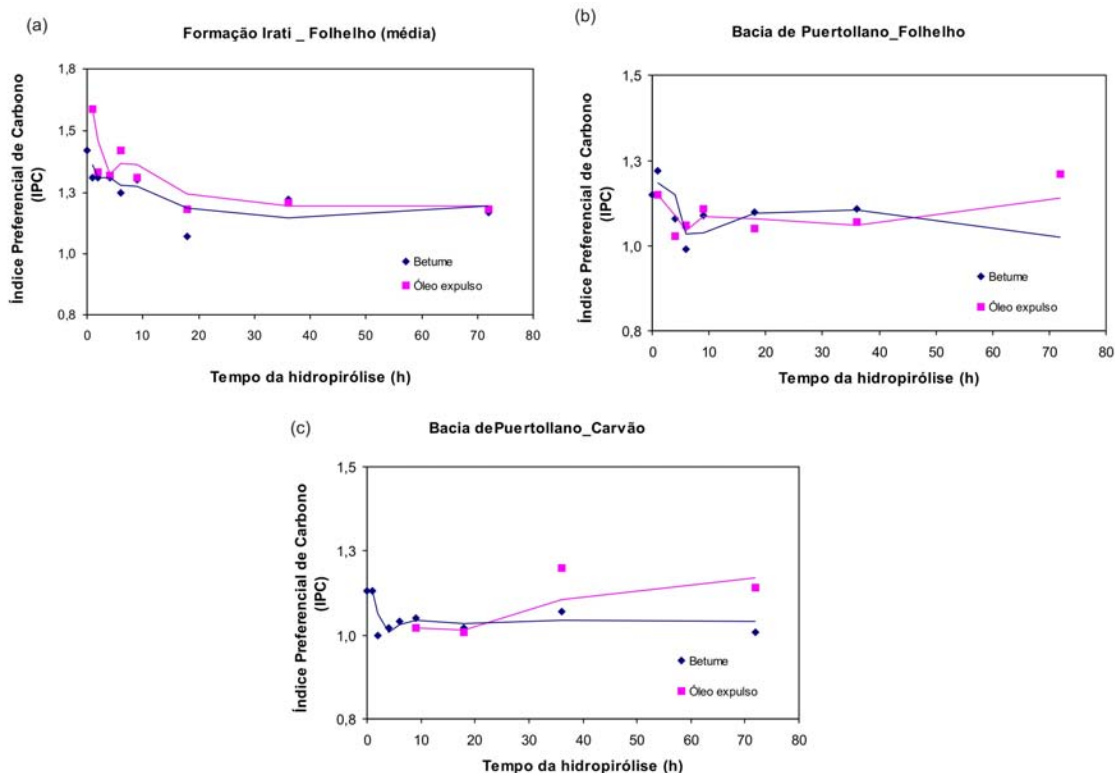 (a)
Formação Irati _ Folhelho (média)
Índice Preferencial de Carbono
(IPC)
1,8
1,5
1,3
1,0
0,8
0 10 20 30 40 50 60 70 80
Betume
Óleo expulso
Tempo da hidropirólise (h)
(b)
Bacia de Puertollano_Folhelho
Índice Preferencial de Carbono
(IPC)
1,5
1,3
1,0
0,8
0 10 20 30 40 50 60 70 80
Betume
Óleo expulso
Tempo da hidropirólise (h)
(c)
Bacia dePuertollano_Carvão
Índice Preferencial de Carbono
(IPC)
1,5
1,3
1,0
0,8
0 10 20 30 40 50 60 70 80
Betume
Óleo expulso
Tempo da hidropirólise (h)